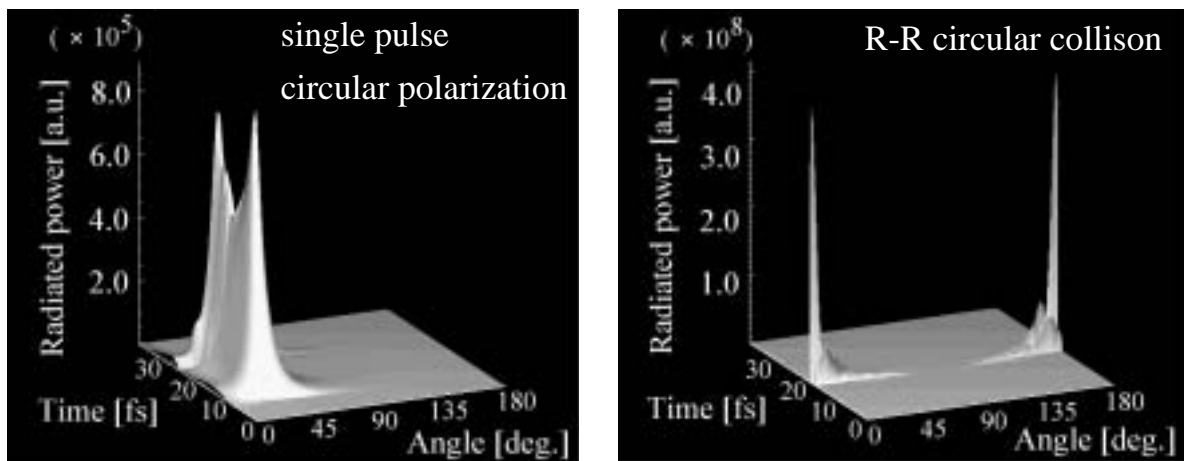 ( × 10⁵)
single pulse
circular polarization
8.0
6.0
4.0
2.0
Radiated power [a.u.]
30
20
10
0
Time [fs]
0 45 90 135 180
Angle [deg.]
( × 10⁸)
R-R circular collison
4.0
3.0
2.0
1.0
Radiated power [a.u.]
30
20
10
0
Time [fs]
0 45 90 135 180
Angle [deg.]